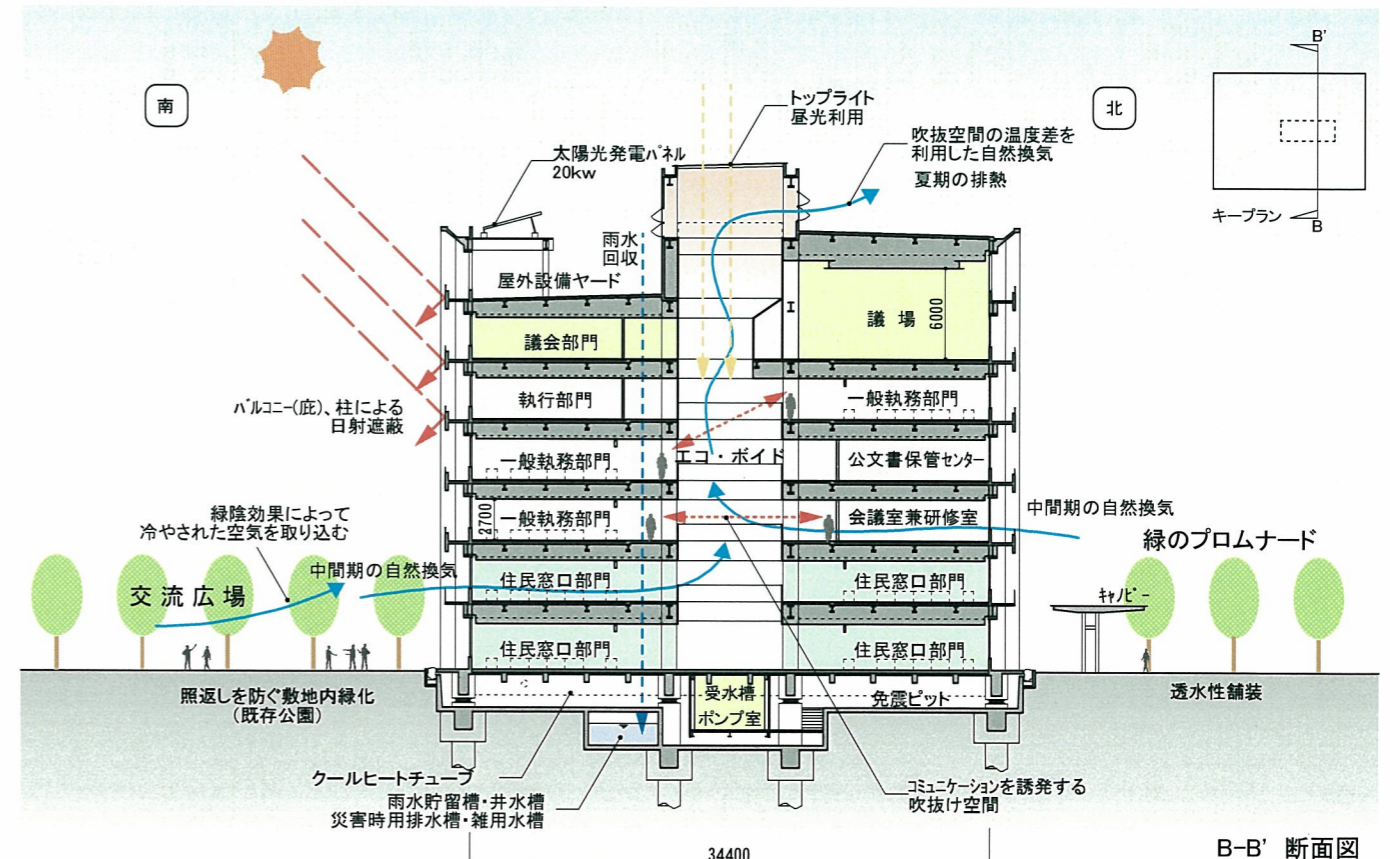 南
北
トップライト
昼光利用
吹抜空間の温度差を
利用した自然換気
夏期の排熱
太陽光発電パネル
20kw
B'
キープラン
B
雨水
回収
屋外設備ヤード
議会部門
議場
6000
執行部門
一般執務部門
バルコニー(庇)、柱による
日射遮蔽
一般執務部門
エコ・ボイド
公文書保管センター
緑陰効果によって
冷やされた空気を取り込む
2700
一般執務部門
会議室兼研修室
中間期の自然換気
緑のプロムナード
中間期の自然換気
交流広場
住民窓口部門
住民窓口部門
キャノピー
住民窓口部門
住民窓口部門
照返しを防ぐ敷地内緑化
(既存公園)
受水槽
ポンプ室
免震ピット
透水性舗装
クールヒートチューブ
雨水貯留槽・井水槽
災害時用排水槽・雑用水槽
コミュニケーションを誘発する
吹抜け空間
34400
B-B' 断面図